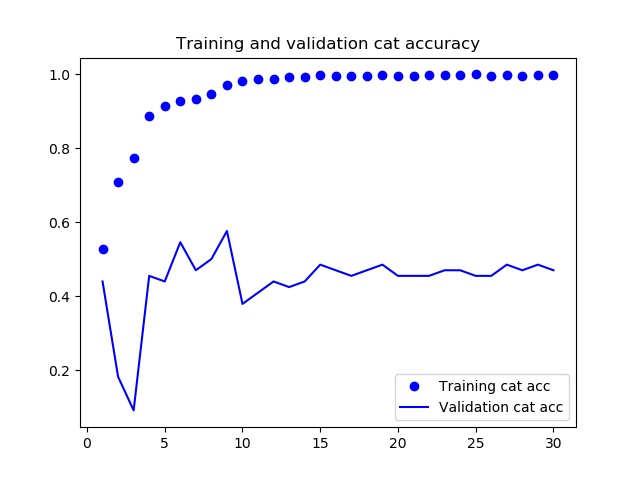 Training and validation cat accuracy
1.0
0.8
0.6
0.4
0.2
0 5 10 15 20 25 30
Training cat acc
Validation cat acc